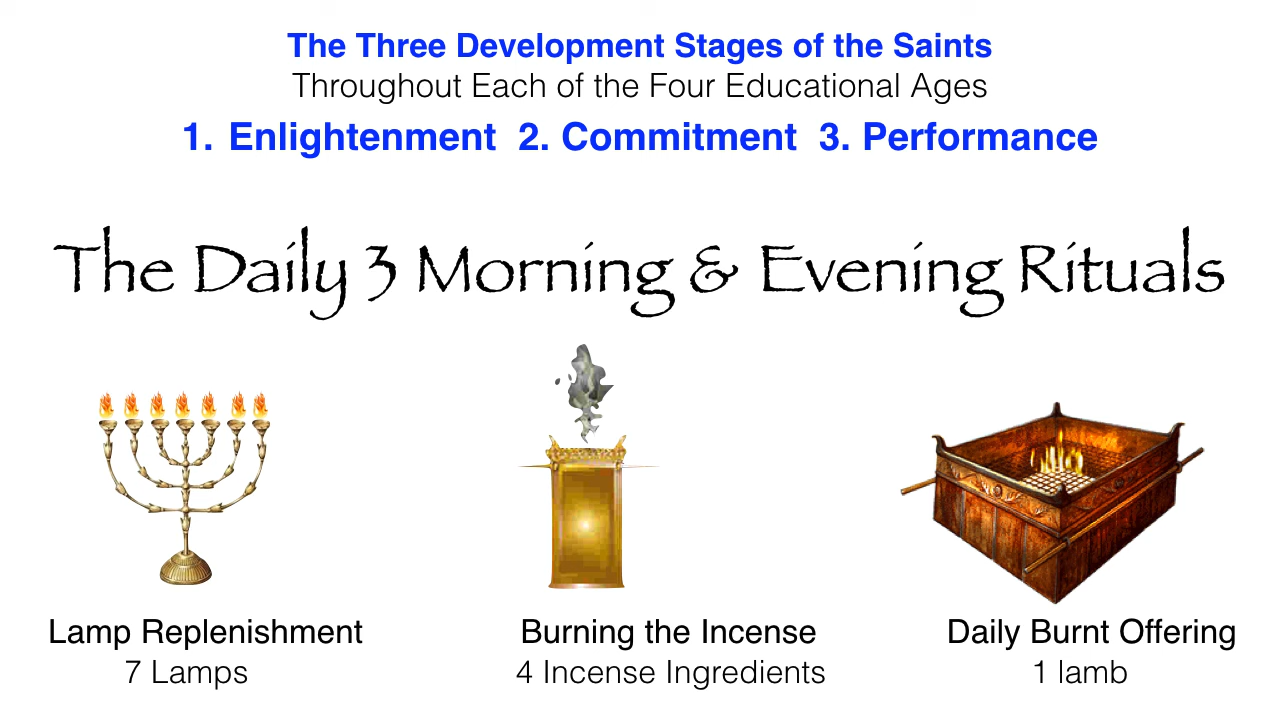 The Three Development Stages of the Saints
Throughout Each of the Four Educational Ages
1. Enlightenment 2. Commitment 3. Performance
The Daily 3 Morning & Evening Rituals
Lamp Replenishment
7 Lamps
Burning the Incense
4 Incense Ingredients
Daily Burnt Offering
1 lamb